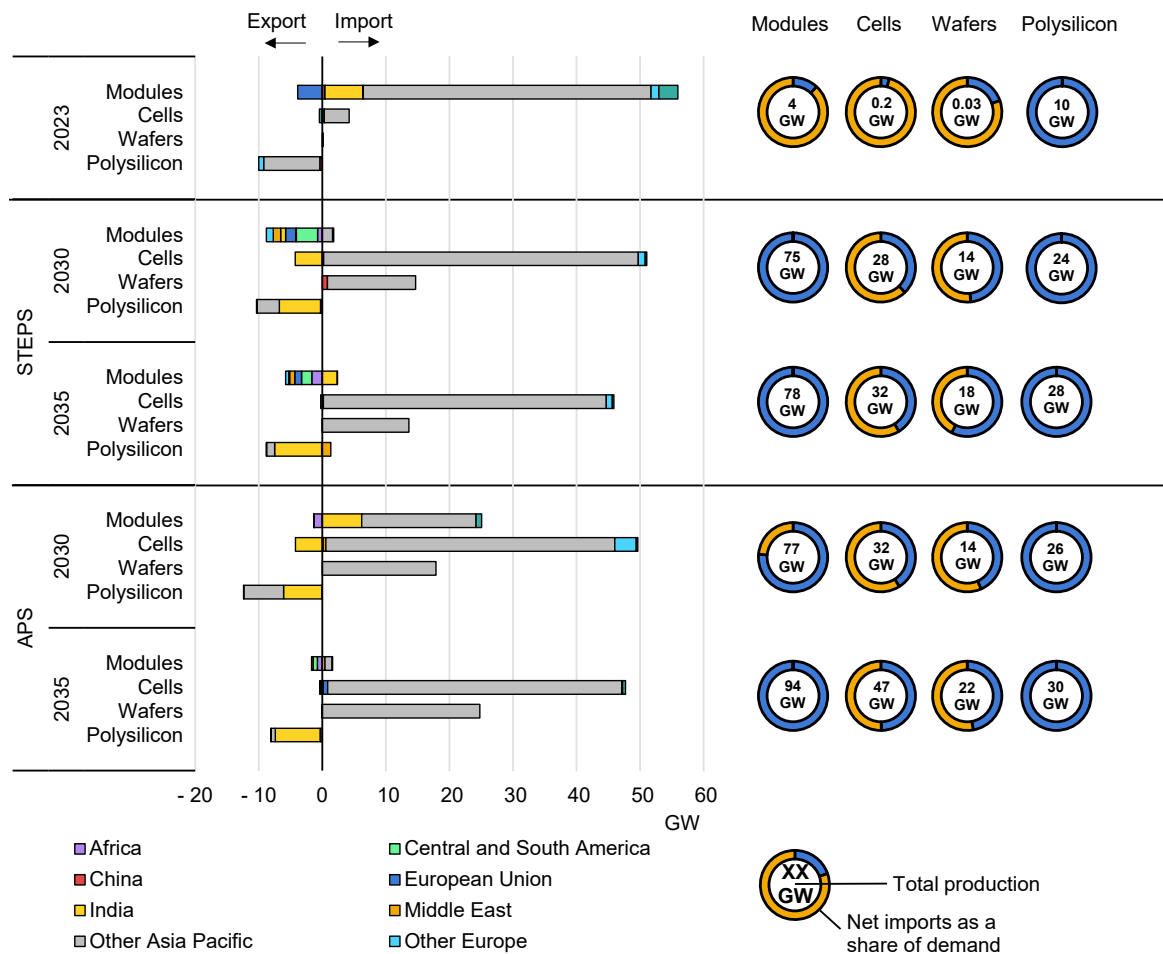 Export Import
Modules Cells Wafers Polysilicon
2023
Modules
Cells
Wafers
Polysilicon
4
GW
0.2
GW
0.03
GW
10
GW
STEPS
2030
Modules
Cells
Wafers
Polysilicon
75
GW
28
GW
14
GW
24
GW
2035
Modules
Cells
Wafers
Polysilicon
78
GW
32
GW
18
GW
28
GW
APS
2030
Modules
Cells
Wafers
Polysilicon
77
GW
32
GW
14
GW
26
GW
2035
Modules
Cells
Wafers
Polysilicon
94
GW
47
GW
22
GW
30
GW
- 20 - 10 0 10 20 30 40 50 60
GW
Africa
China
India
Other Asia Pacific
Central and South America
European Union
Middle East
Other Europe
XX
GW
Total production
Net imports as a
share of demand